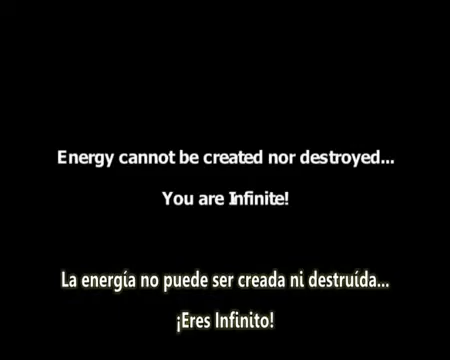 Energy cannot be created nor destroyed...
You are Infinite!
La energía no puede ser creada ni destruída...
¡Eres Infinito!